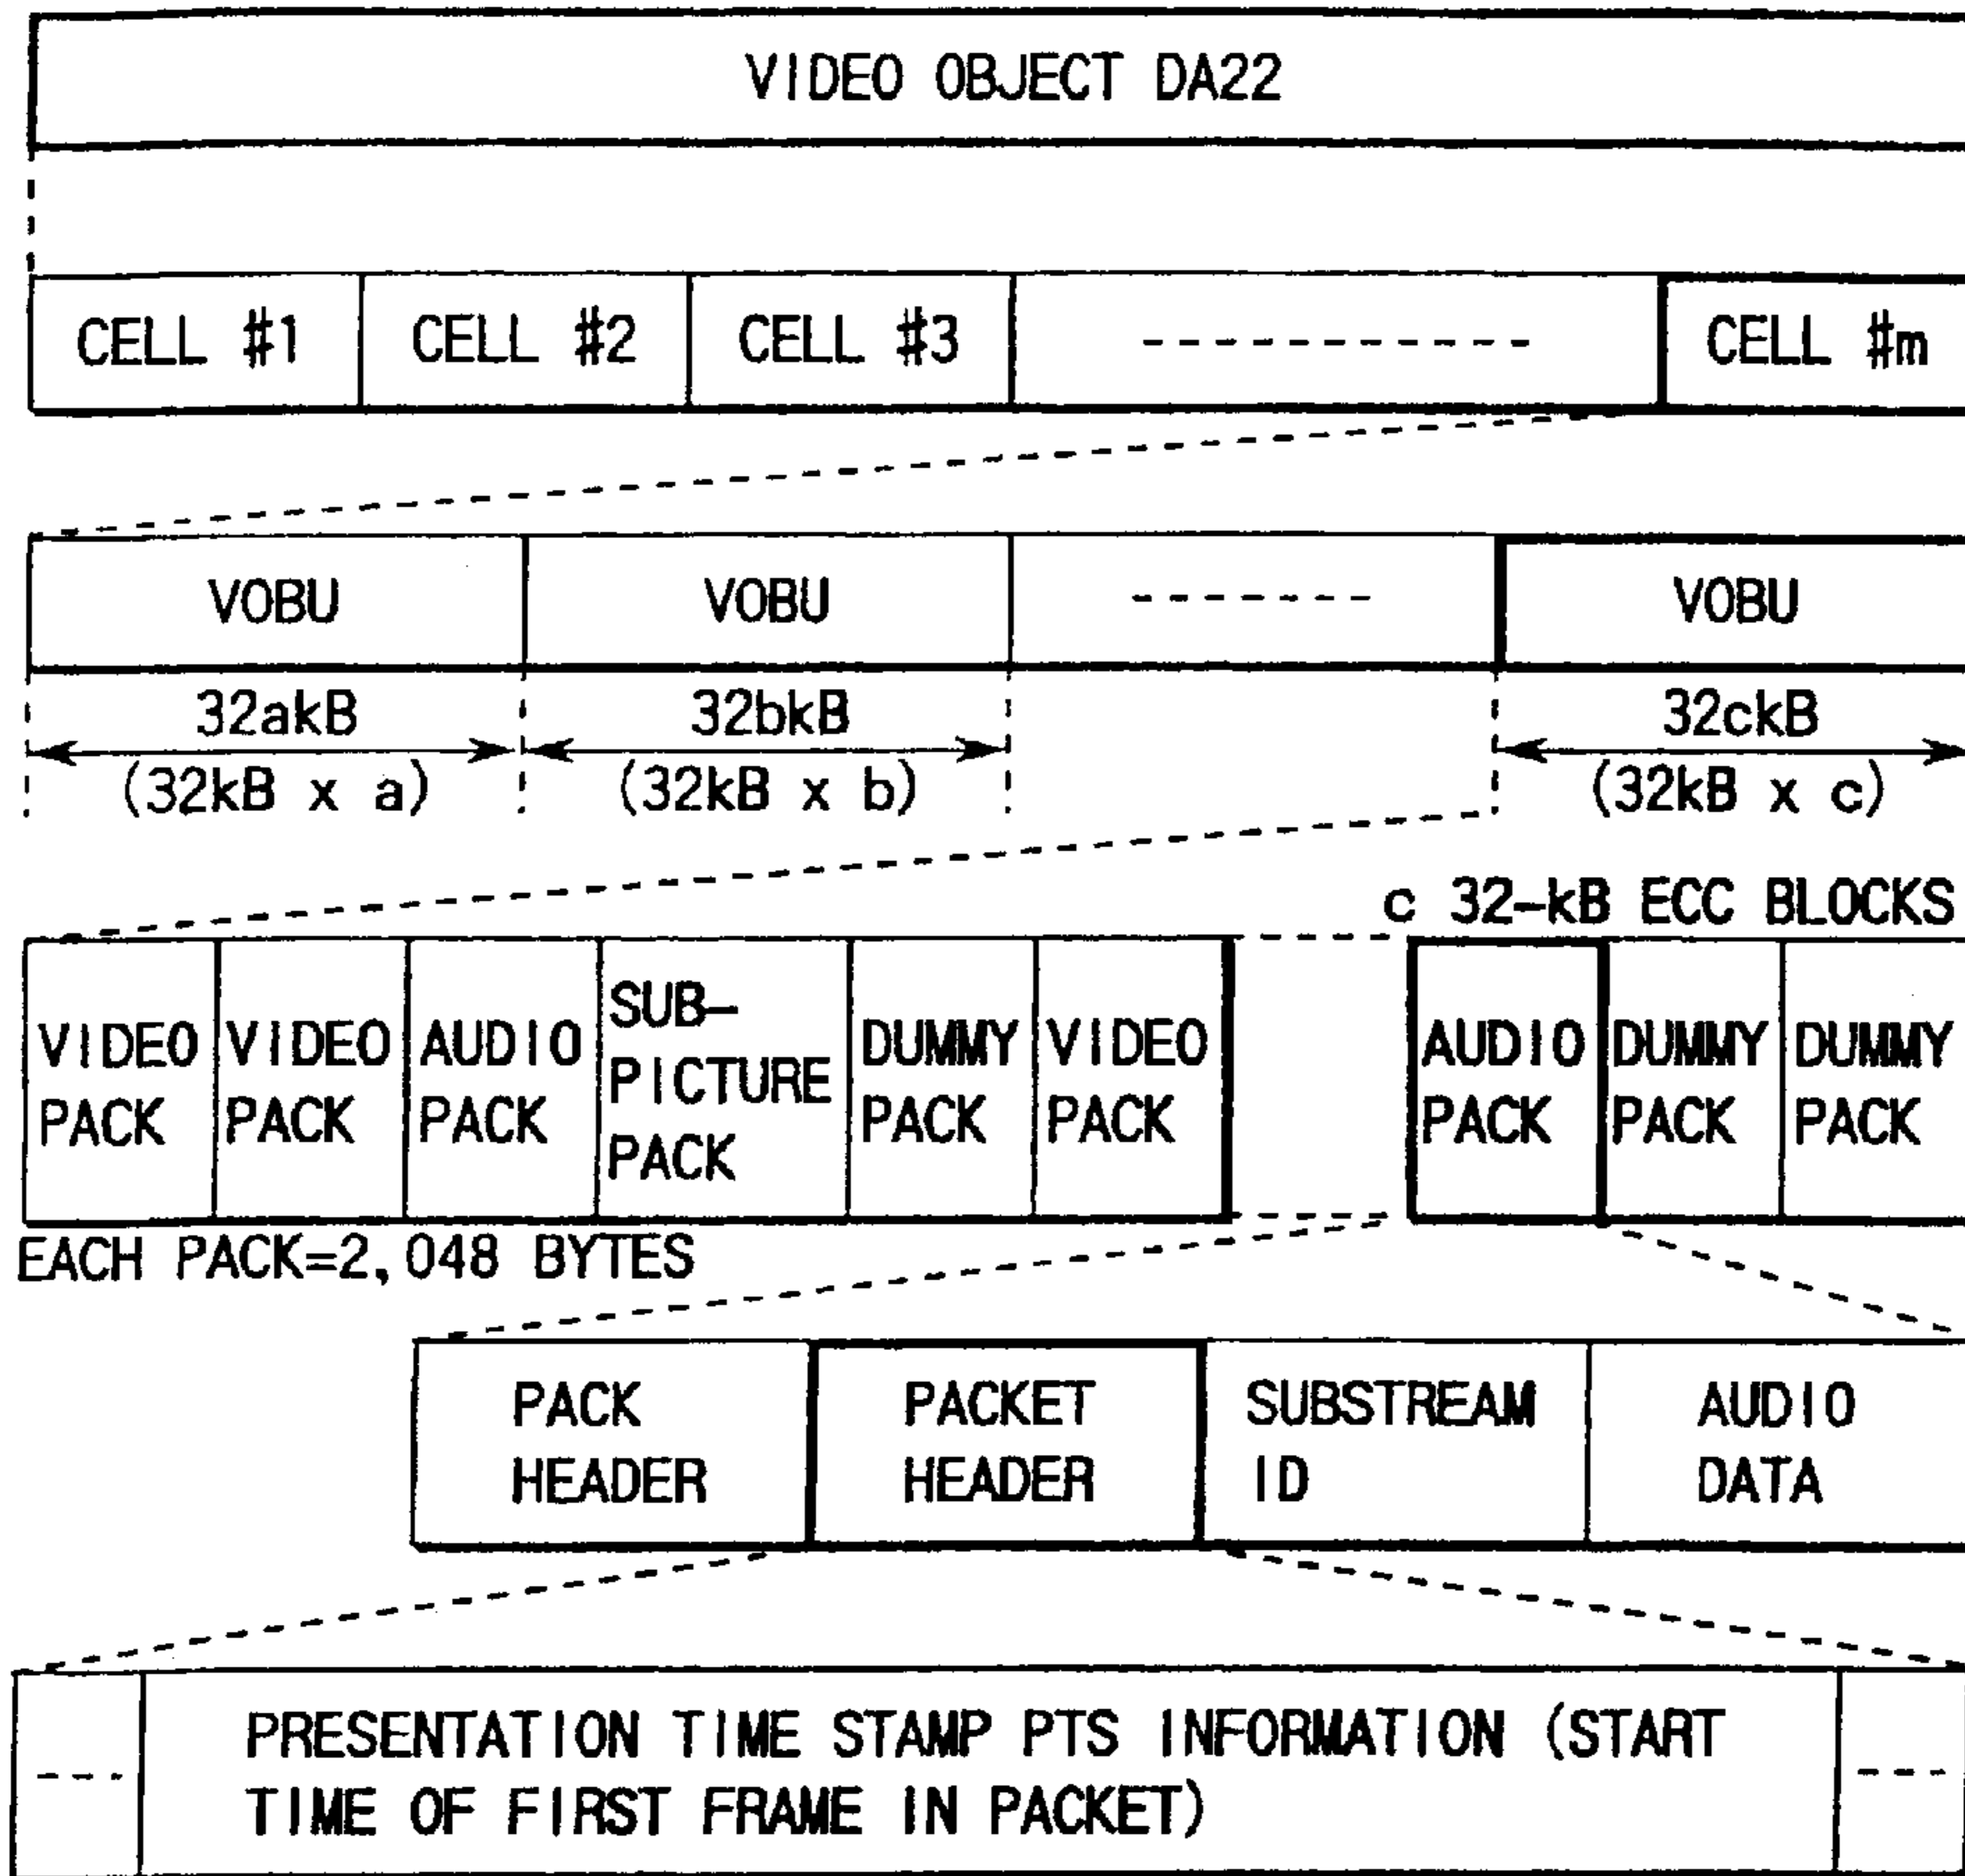 VIDEO OBJECT DA22
CELL #1 CELL #2 CELL #3 ------------ CELL #m
VOBU VOBU ------- VOBU
32akB 32bkB 32ckB
(32kB x a) (32kB x b) (32kB x c)
c 32-kB ECC BLOCKS
VIDEO PACK
VIDEO PACK
AUDIO PACK
SUB-
PICTURE
PACK
DUMMY PACK
VIDEO PACK
AUDIO PACK
DUMMY PACK
DUMMY PACK
EACH PACK=2,048 BYTES
PACK
HEADER
PACKET
HEADER
SUBSTREAM
ID
AUDIO
DATA
--- PRESENTATION TIME STAMP PTS INFORMATION (START ---
TIME OF FIRST FRAME IN PACKET)